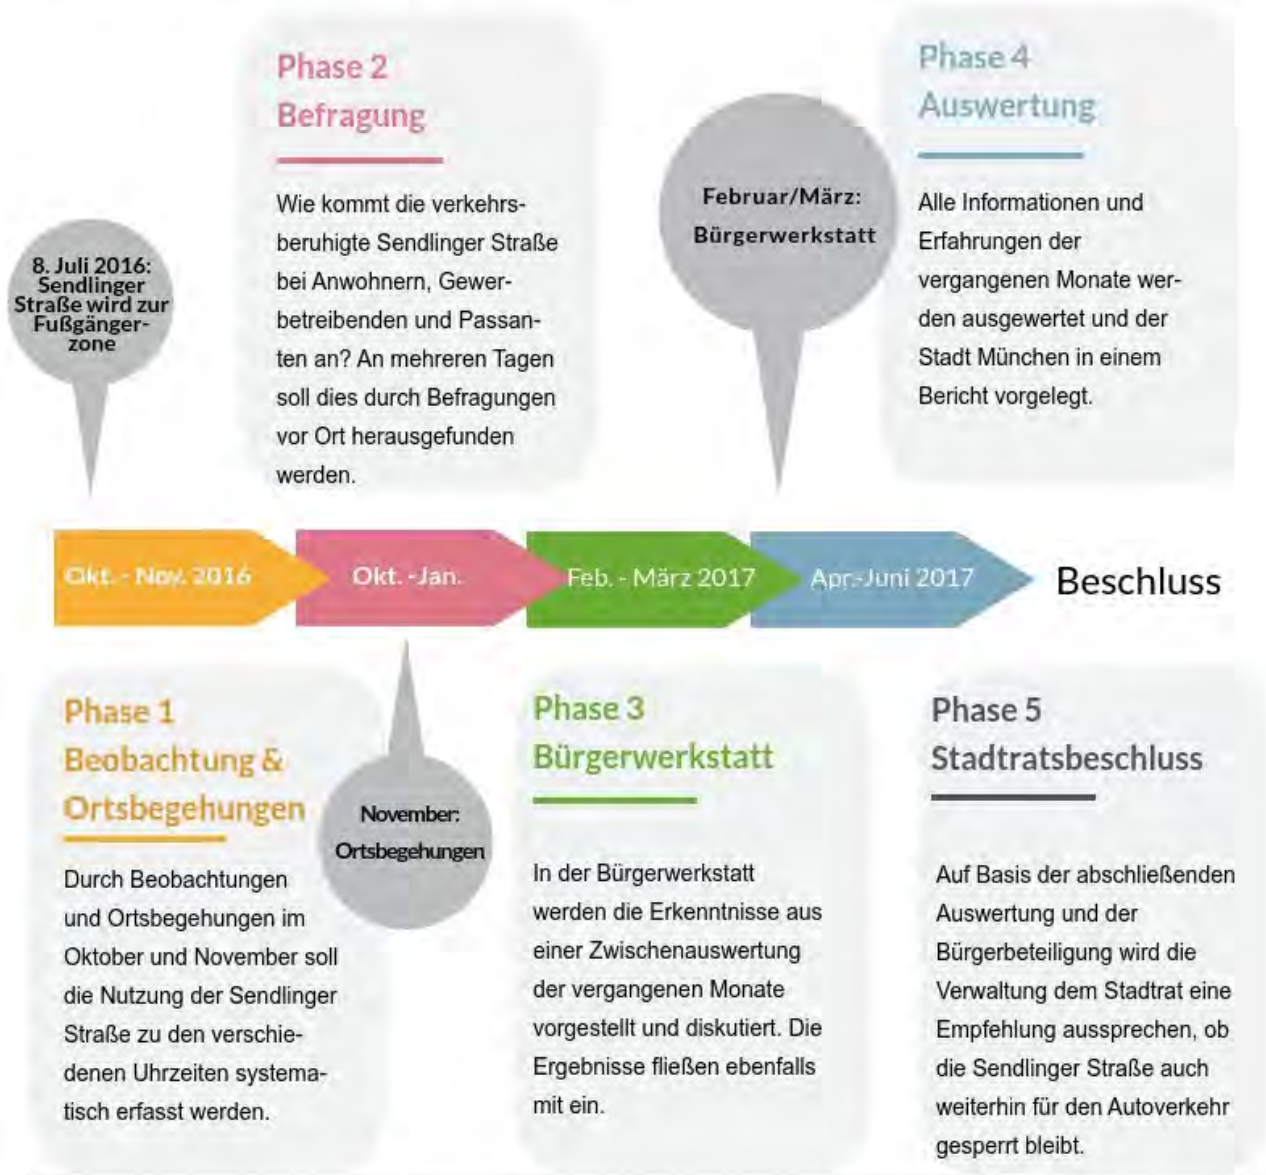 Phase 2
Befragung
Wie kommt die verkehrs-
beruhigte Sendlinger Straße
bei Anwohnern, Gewer-
betreibenden und Passan-
ten an? An mehreren Tagen
soll dies durch Befragungen
vor Ort herausgefunden
werden.
Phase 4
Auswertung
Alle Informationen und
Erfahrungen der
vergangenen Monate wer-
den ausgewertet und der
Stadt München in einem
Bericht vorgelegt.
8. Juli 2016:
Sendlinger
Straße wird zur
Fußgänger-
zone
Februar/März:
Bürgerwerkstatt
Okt. - Nov. 2016
Okt. -Jan.
Feb. - März 2017
Apr.-Juni 2017
Beschluss
Phase 1
Beobachtung &
Ortsbegehungen
Durch Beobachtungen
und Ortsbegehungen im
Oktober und November soll
die Nutzung der Sendlinger
Straße zu den verschie-
denen Uhrzeiten systema-
tisch erfasst werden.
November:
Ortsbegehungen
Phase 3
Bürgerwerkstatt
In der Bürgerwerkstatt
werden die Erkenntnisse aus
einer Zwischenauswertung
der vergangenen Monate
vorgestellt und diskutiert. Die
Ergebnisse fließen ebenfalls
mit ein.
Phase 5
Stadtratsbeschluss
Auf Basis der abschließenden
Auswertung und der
Bürgerbeteiligung wird die
Verwaltung dem Stadtrat eine
Empfehlung aussprechen, ob
die Sendlinger Straße auch
weiterhin für den Autoverkehr
gesperrt bleibt.